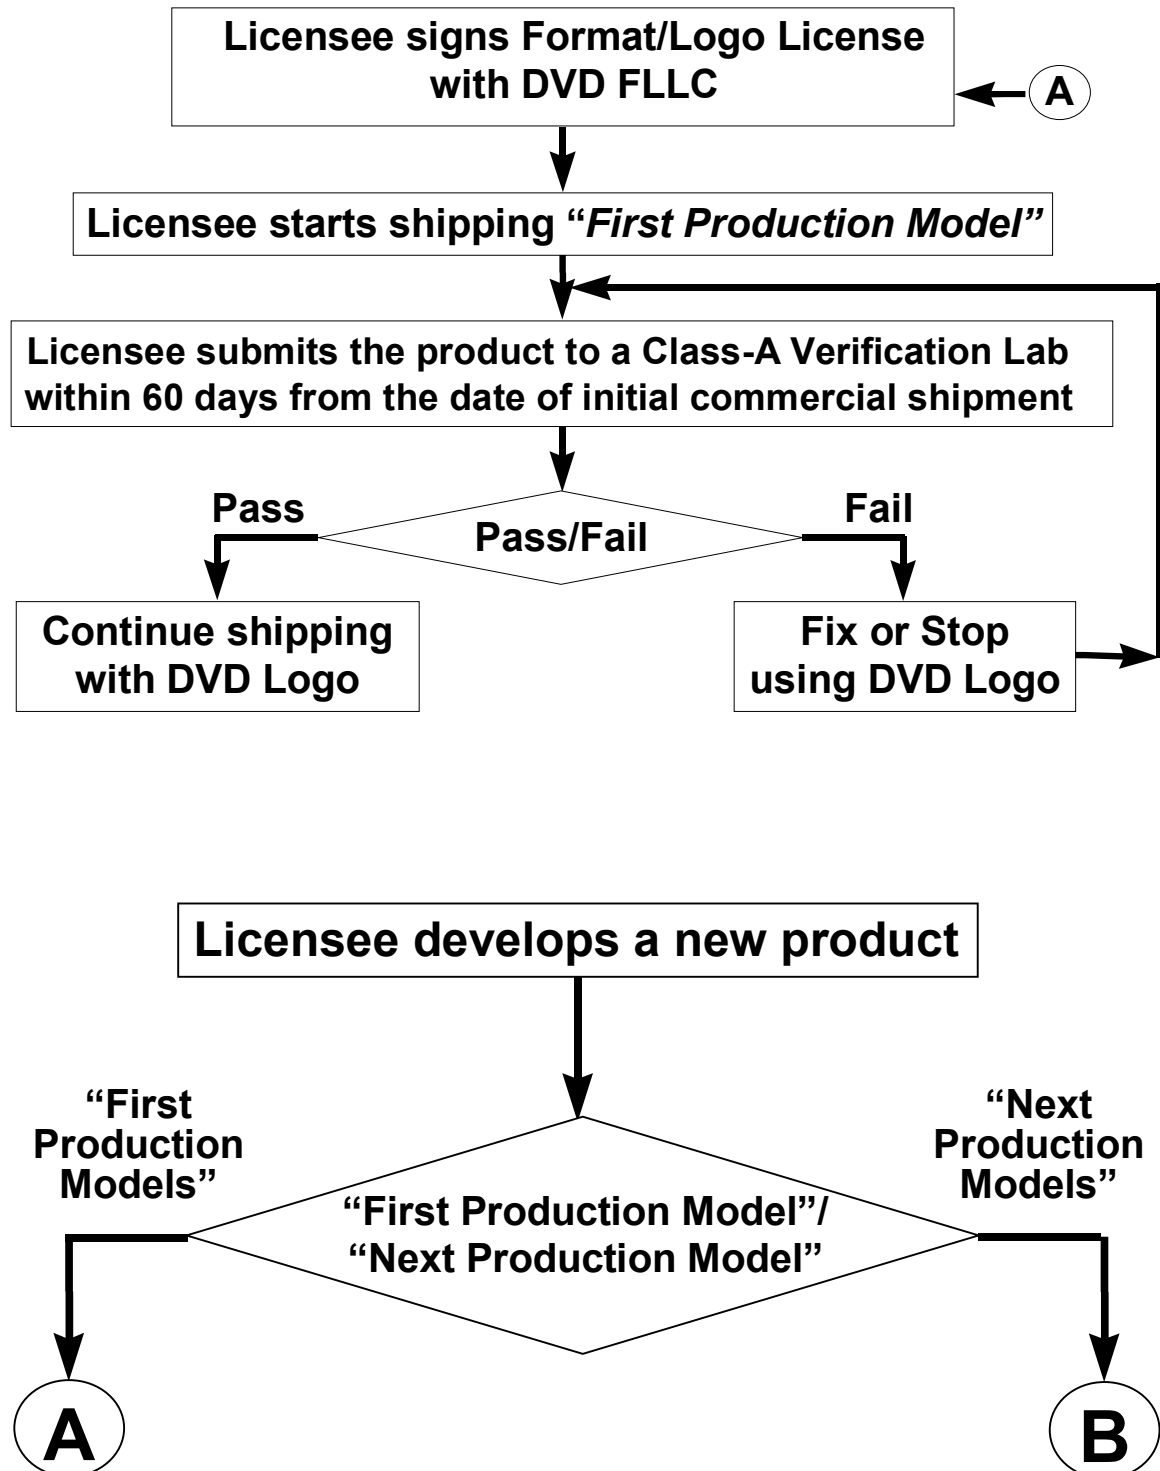 Licensee signs Format/Logo License
with DVD FLLC
A
Licensee starts shipping “First Production Model”
Licensee submits the product to a Class-A Verification Lab
within 60 days from the date of initial commercial shipment
Pass
Fail
Pass/Fail
Continue shipping
with DVD Logo
Fix or Stop
using DVD Logo
Licensee develops a new product
“First
Production
Models”
“Next
Production
Models”
“First Production Model”/
“Next Production Model”
A
B